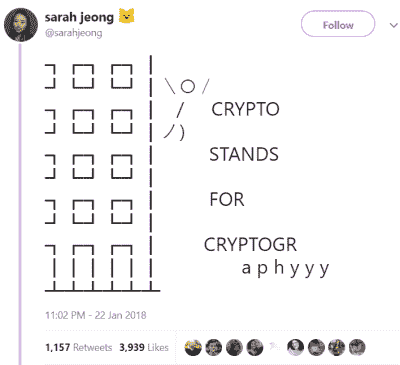 sarah jeong
@sarahjeong
Follow
CRYPTO
STANDS
FOR
CRYPTOGR
a p h y y y
11:02 PM - 22 Jan 2018
1,157 Retweets 3,939 Likes